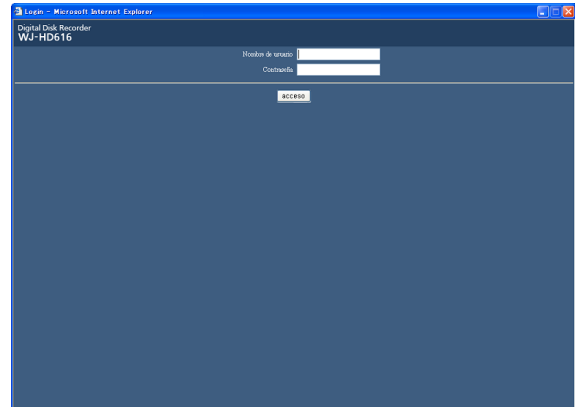 Login - Microsoft Internet Explorer
Digital Disk Recorder
WJ-HD616
Nombre de usuario
Contraseña
acceso